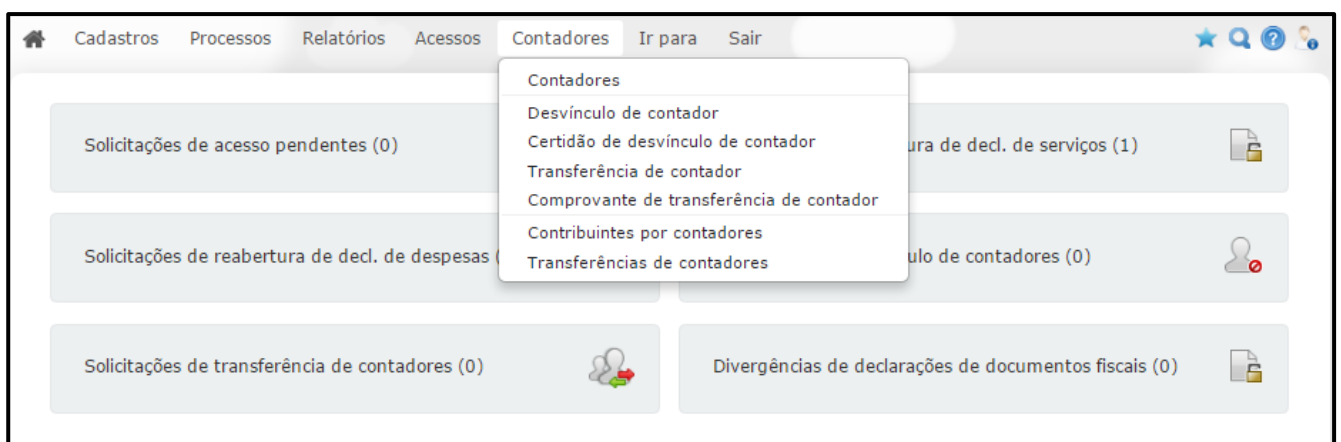 Cadastros Processos Relatórios Acessos Contadores Ir para Sair
Contadores
Desvínculo de contador
Certidão de desvínculo de contador
Transferência de contador
Comprovante de transferência de contador
Contribuintes por contadores
Transferências de contadores
Solicitações de acesso pendentes (0)
ura de decl. de serviços (1)
Solicitações de reabertura de decl. de despesas (
ulo de contadores (0)
Solicitações de transferência de contadores (0)
Divergências de declarações de documentos fiscais (0)